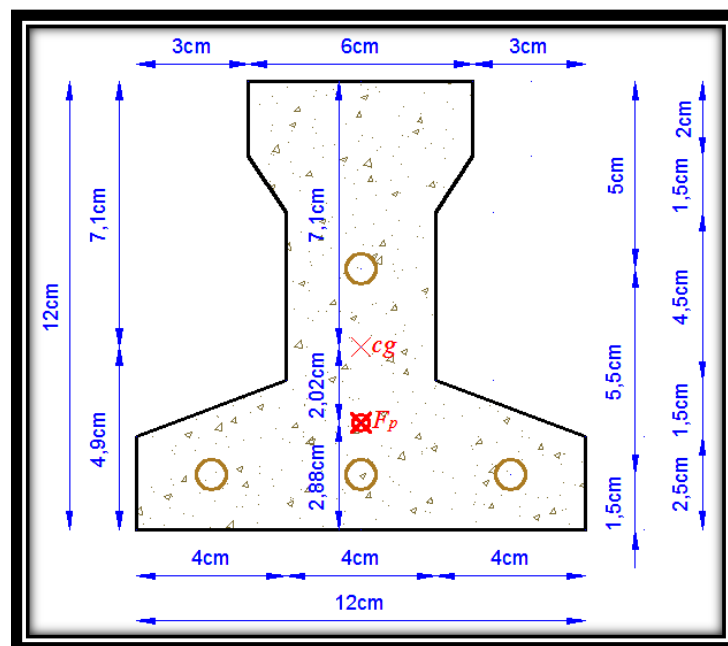 3cm 6cm 3cm
12cm
7,1cm
4,9cm
7,1cm
2,02cm
2,88cm
cg
Fp
5cm
5,5cm
1,5cm
2cm
1,5cm
4,5cm
1,5cm
2,5cm
4cm 4cm 4cm
12cm